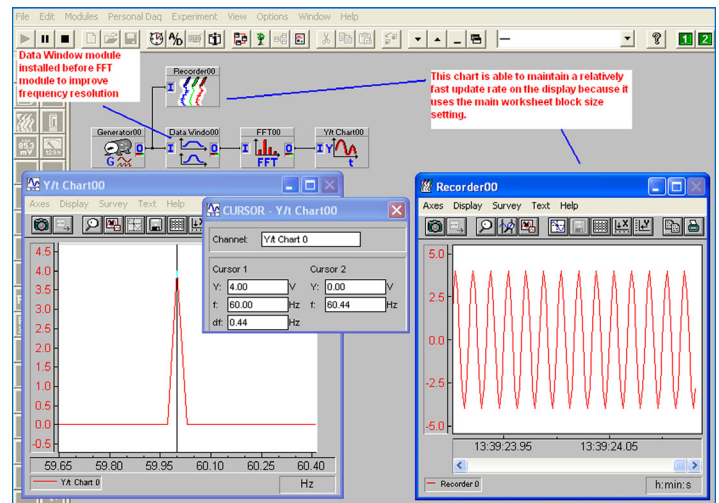 File Edit Modules Personal Daq Experiment View Options Window Help
1 2
Data Window module
installed before FFT
module to improve
frequency resolution
Recorder00
I
This chart is able to maintain a relatively
fast update rate on the display because it
uses the main worksheet block size
setting.
Generator00 Data Windo00 FFT00 Y/t Chart00
G O I O I FFT O I Y t
Y/t Chart00
Axes Display Survey Text Help
4.5
4.0
3.5
3.0
2.5
2.0
1.5
1.0
0.5
0.0
-0.5
59.65 59.80 59.95 60.10 60.25 60.40
Y/t Chart 0 Hz
CURSOR - Y/t Chart00
Channel: Y/t Chart 0
Cursor 1 Cursor 2
Y: 4.00 V Y: 0.00 V
f: 60.00 Hz f: 60.44 Hz
df: 0.44 Hz
Recorder00
Axes Display Survey Text Help
5.0
2.5
0.0
-2.5
-5.0
13:39:23.95 13:39:24.05
Recorder 0 h:min:s